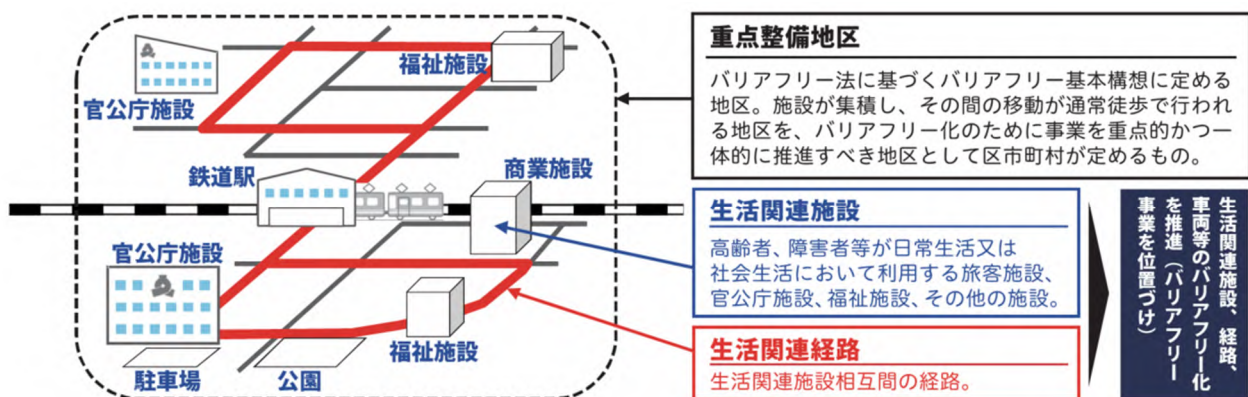 福祉施設
官公庁施設
鉄道駅
商業施設
官公庁施設
福祉施設
駐車場
公園
重点整備地区
バリアフリー法に基づくバリアフリー基本構想に定める
地区。施設が集積し、その間の移動が通常徒歩で行われ
る地区を、バリアフリー化のために事業を重点的かつ一
体的に推進すべき地区として区市町村が定めるもの。
生活関連施設
高齢者、障害者等が日常生活又は
社会生活において利用する旅客施設、
官公庁施設、福祉施設、その他の施設。
生活関連経路
生活関連施設相互間の経路。
生活関連施設、経路、
車両等のバリアフリー化
を推進（バリアフリー
事業を位置づけ）